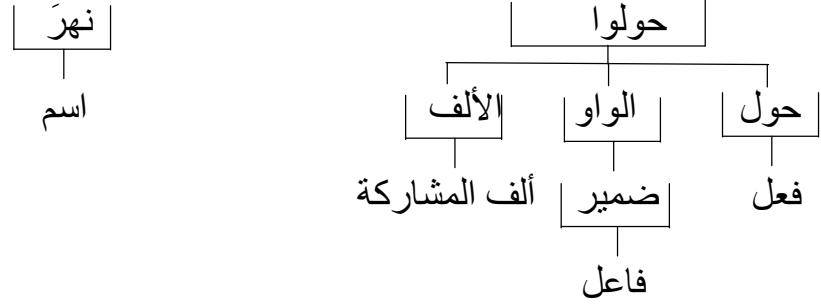 حولوا نهرَ
حول الواو الألف اسم
فعل ضمير ألف المشاركة
فاعل